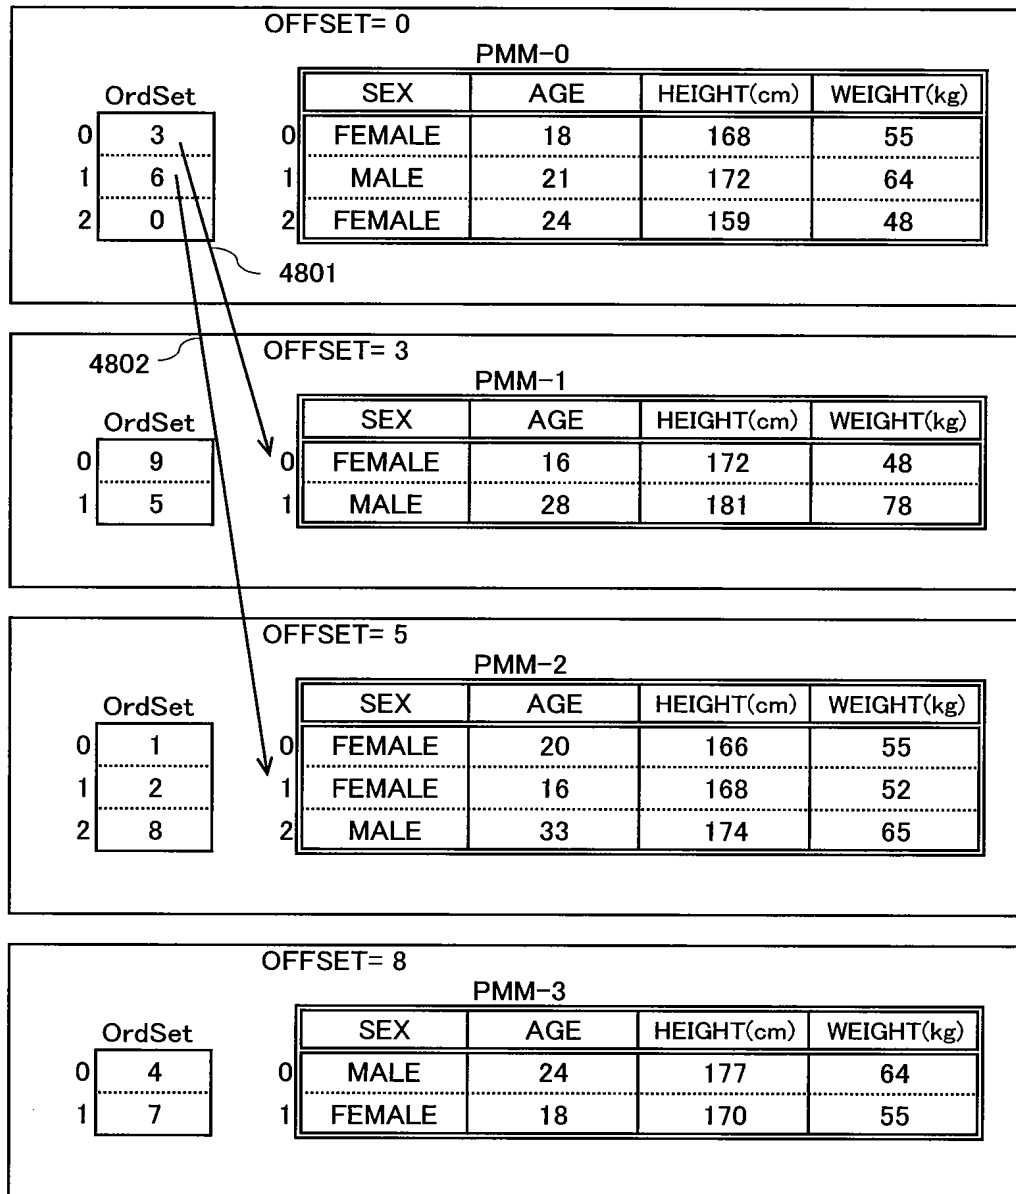 OFFSET= 0
PMM-0
OrdSet SEX AGE HEIGHT(cm) WEIGHT(kg)
0 3 0 FEMALE 18 168 55
1 6 1 MALE 21 172 64
2 0 2 FEMALE 24 159 48
4801
4802 OFFSET= 3
PMM-1
OrdSet SEX AGE HEIGHT(cm) WEIGHT(kg)
0 9 0 FEMALE 16 172 48
1 5 1 MALE 28 181 78
OFFSET= 5
PMM-2
OrdSet SEX AGE HEIGHT(cm) WEIGHT(kg)
0 1 0 FEMALE 20 166 55
1 2 1 FEMALE 16 168 52
2 8 2 MALE 33 174 65
OFFSET= 8
PMM-3
OrdSet SEX AGE HEIGHT(cm) WEIGHT(kg)
0 4 0 MALE 24 177 64
1 7 1 FEMALE 18 170 55